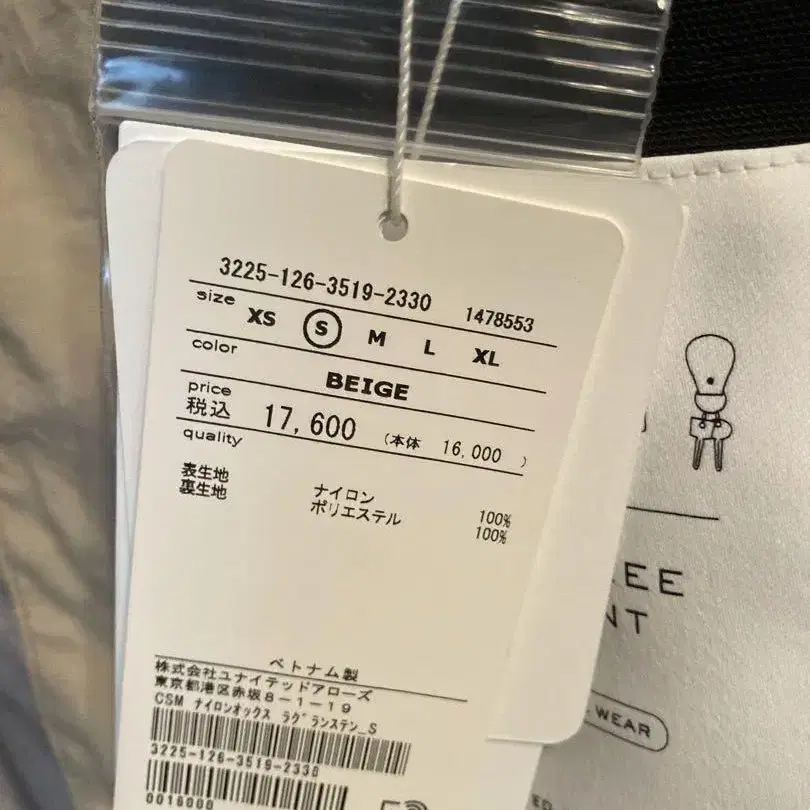 3225-126-3519-2330 1478553
size XS S M L XL
color BEIGE
price
税込 17,600 (本体 16,000 )
quality
表生地 ナイロン 100%
裏生地 ポリエステル 100%
ベトナム製
株式会社ユナイテッドアローズ
東京都港区赤坂8-1-19
CSM ナイロンオックス ラグランステン_S
3225-126-3519-2330
0016000
EE
NT
WEAR
ED